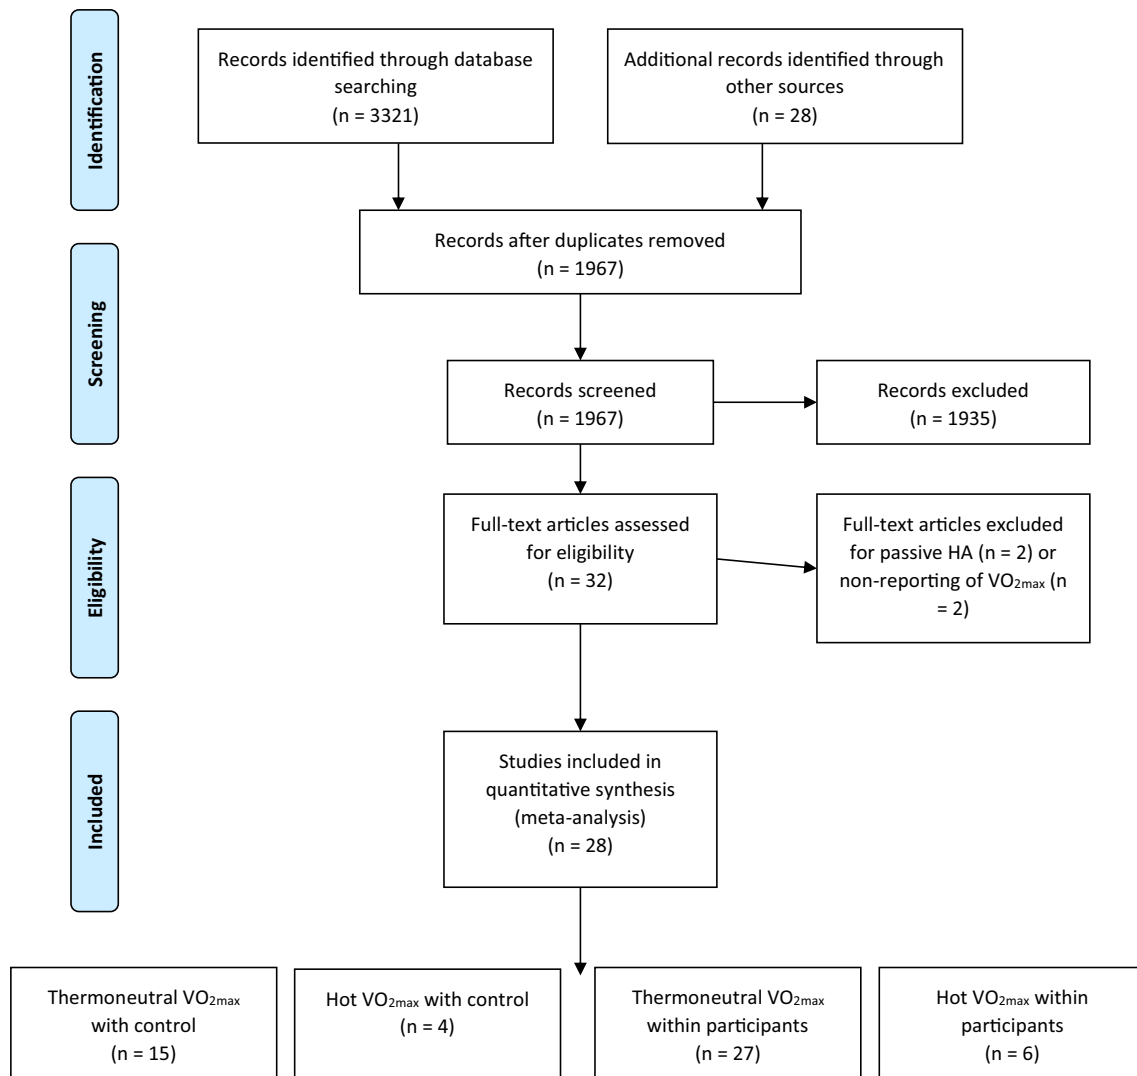 Identification
Records identified through database
searching
(n = 3321)
Additional records identified through
other sources
(n = 28)
Records after duplicates removed
(n = 1967)
Screening
Records screened
(n = 1967)
Records excluded
(n = 1935)
Eligibility
Full-text articles assessed
for eligibility
(n = 32)
Full-text articles excluded
for passive HA (n = 2) or
non-reporting of VO2max (n
= 2)
Included
Studies included in
quantitative synthesis
(meta-analysis)
(n = 28)
Thermoneutral VO2max
with control
(n = 15)
Hot VO2max with control
(n = 4)
Thermoneutral VO2max
within participants
(n = 27)
Hot VO2max within
participants
(n = 6)